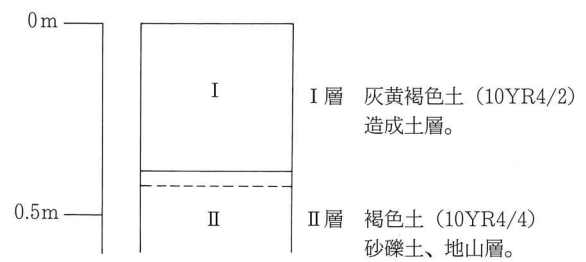 0m
Ⅰ
Ⅰ層 灰黄褐色土（10YR4/2）
造成土層。
0.5m
Ⅱ
Ⅱ層 褐色土（10YR4/4）
砂礫土、地山層。